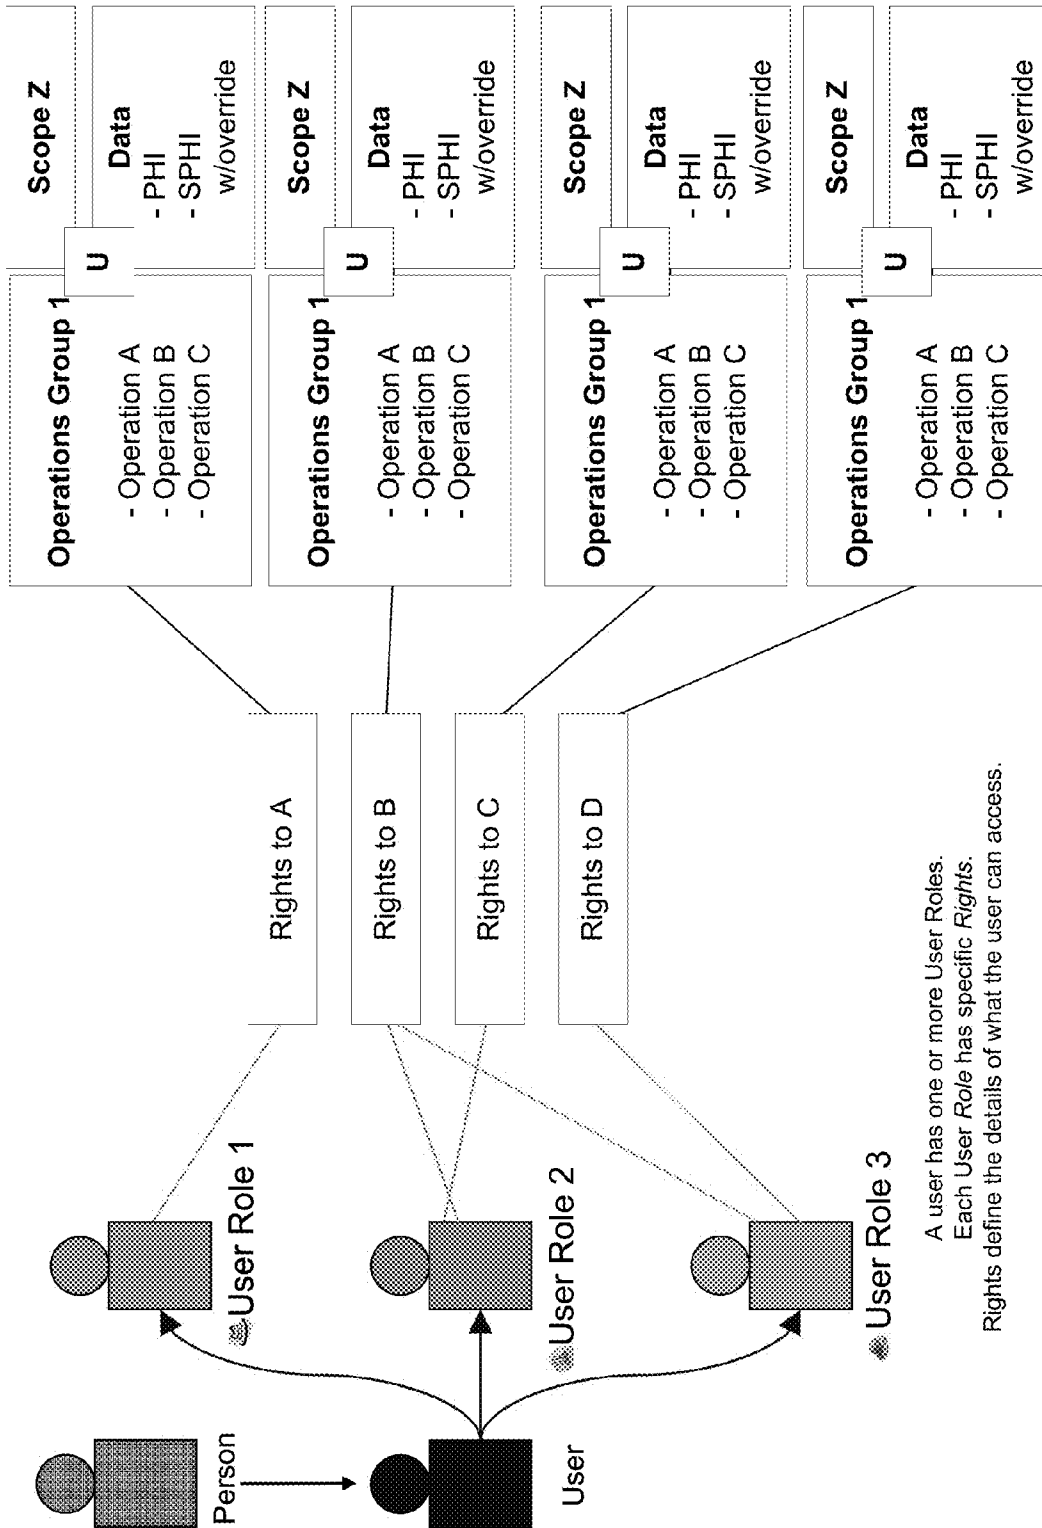 Person
User
User Role 1
User Role 2
User Role 3
Rights to A
Rights to B
Rights to C
Rights to D
Operations Group 1
- Operation A
- Operation B
- Operation C
U
Scope Z
Data
- PHI
- SPHI
w/override
Operations Group 1
- Operation A
- Operation B
- Operation C
U
Scope Z
Data
- PHI
- SPHI
w/override
Operations Group 1
- Operation A
- Operation B
- Operation C
U
Scope Z
Data
- PHI
- SPHI
w/override
Operations Group 1
- Operation A
- Operation B
- Operation C
U
Scope Z
Data
- PHI
- SPHI
w/override
A user has one or more User Roles.
Each User Role has specific Rights.
Rights define the details of what the user can access.